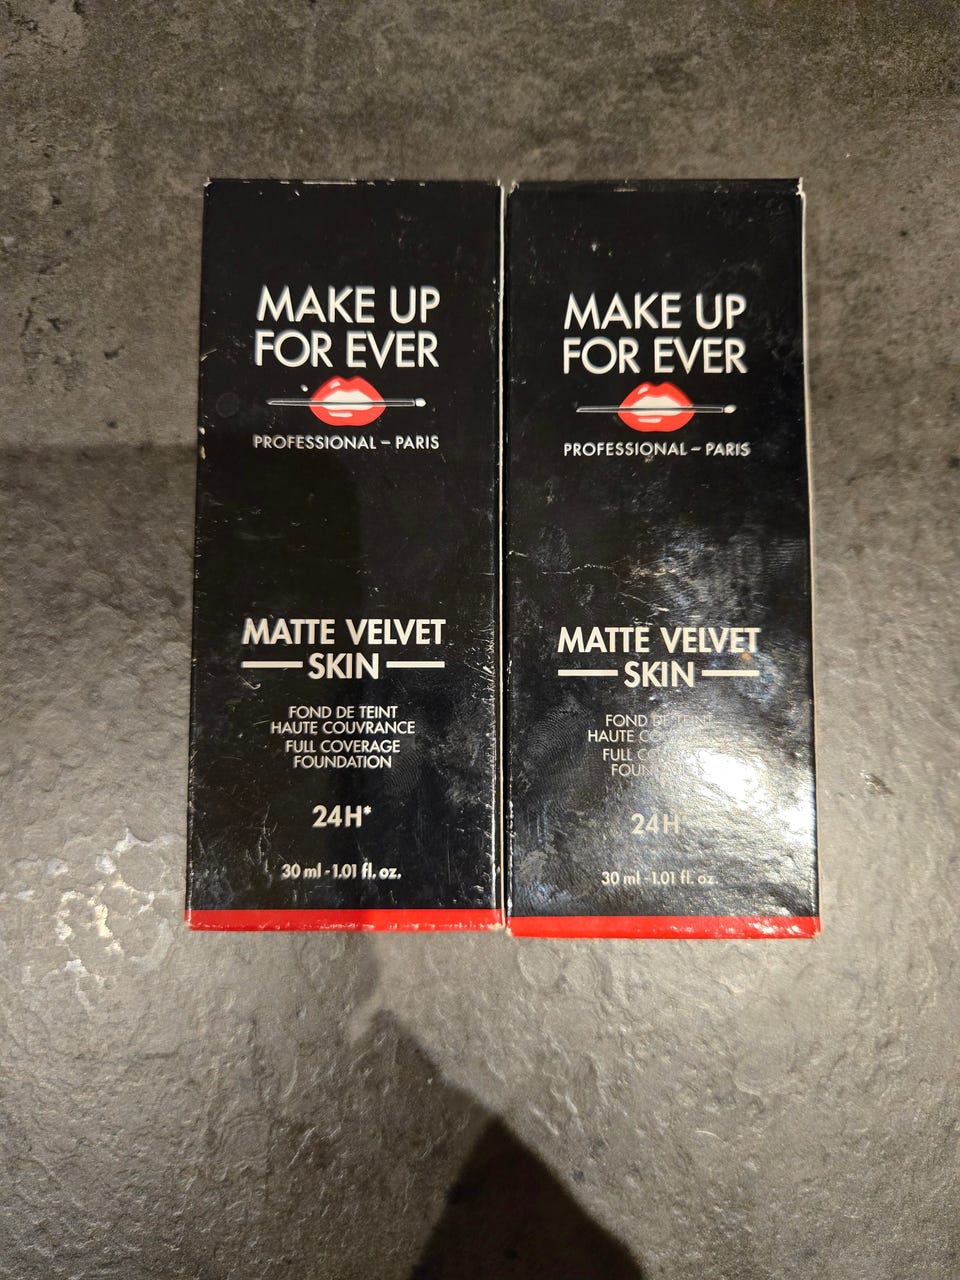 MAKE UP
FOR EVER
PROFESSIONAL – PARIS
MATTE VELVET
SKIN
FOND DE TEINT
HAUTE COUVRANCE
FULL COVERAGE
FOUNDATION
24H*
30 ml - 1.01 fl. oz.
MAKE UP
FOR EVER
PROFESSIONAL – PARIS
MATTE VELVET
SKIN
FOND DE TEINT
HAUTE
FULL
24H*
30 ml - 1.01 fl. oz.